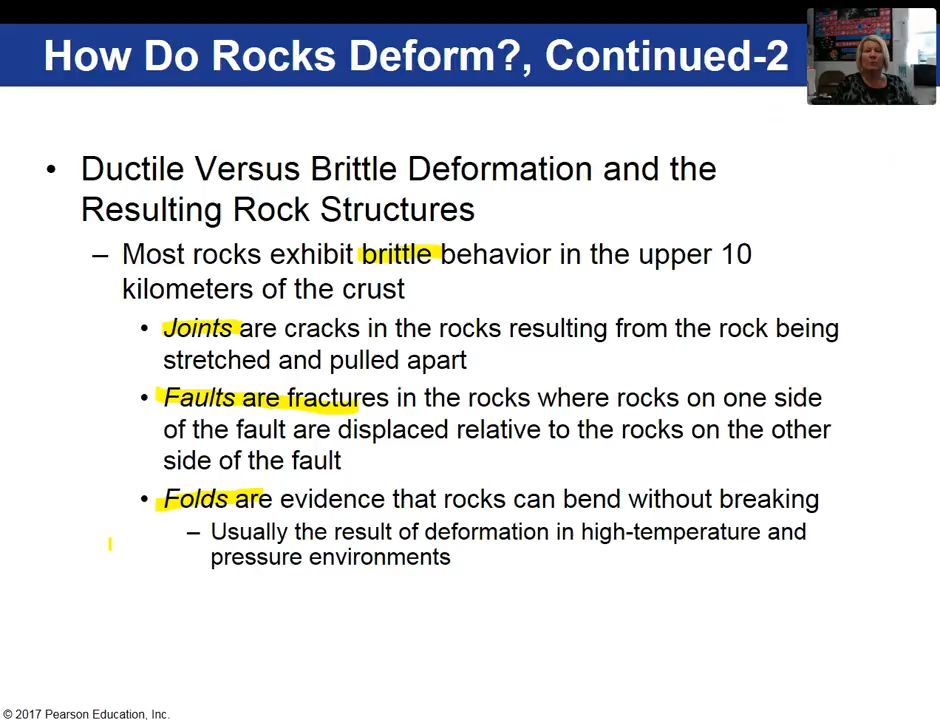 How Do Rocks Deform?, Continued-2
• Ductile Versus Brittle Deformation and the
Resulting Rock Structures
– Most rocks exhibit brittle behavior in the upper 10
kilometers of the crust
• Joints are cracks in the rocks resulting from the rock being
stretched and pulled apart
• Faults are fractures in the rocks where rocks on one side
of the fault are displaced relative to the rocks on the other
side of the fault
• Folds are evidence that rocks can bend without breaking
– Usually the result of deformation in high-temperature and
pressure environments
© 2017 Pearson Education, Inc.